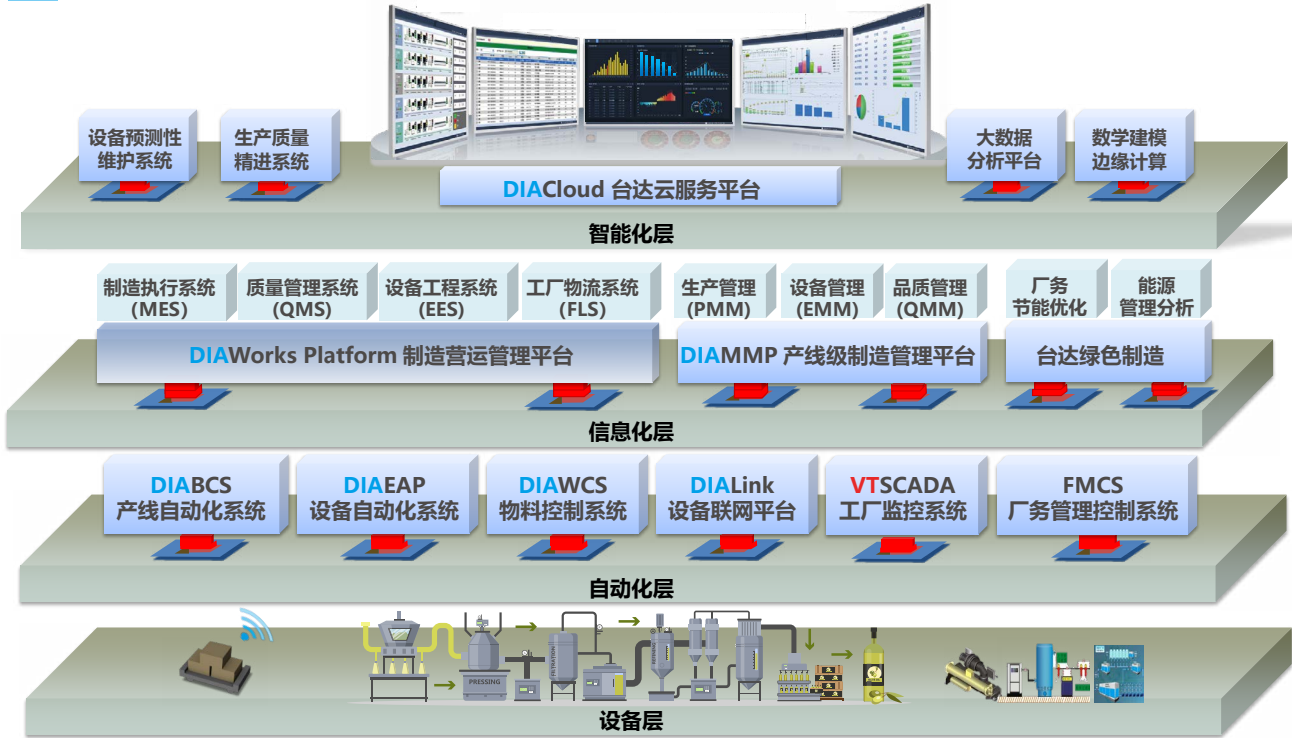 设备预测性
维护系统
生产质量
精进系统
大数据
分析平台
数学建模
边缘计算
DIACloud 台达云服务平台
智能化层
制造执行系统
(MES)
质量管理系统
(QMS)
设备工程系统
(EES)
工厂物流系统
(FLS)
生产管理
(PMM)
设备管理
(EMM)
品质管理
(QMM)
厂务
节能优化
能源
管理分析
DIAWorks Platform 制造营运管理平台
DIAMMP 产线级制造管理平台
台达绿色制造
信息化层
DIABCS
产线自动化系统
DIAEAP
设备自动化系统
DIAWCS
物料控制系统
DIALink
设备联网平台
VTSCADA
工厂监控系统
FMCS
厂务管理控制系统
自动化层
PRESSING
FILTRATION
设备层